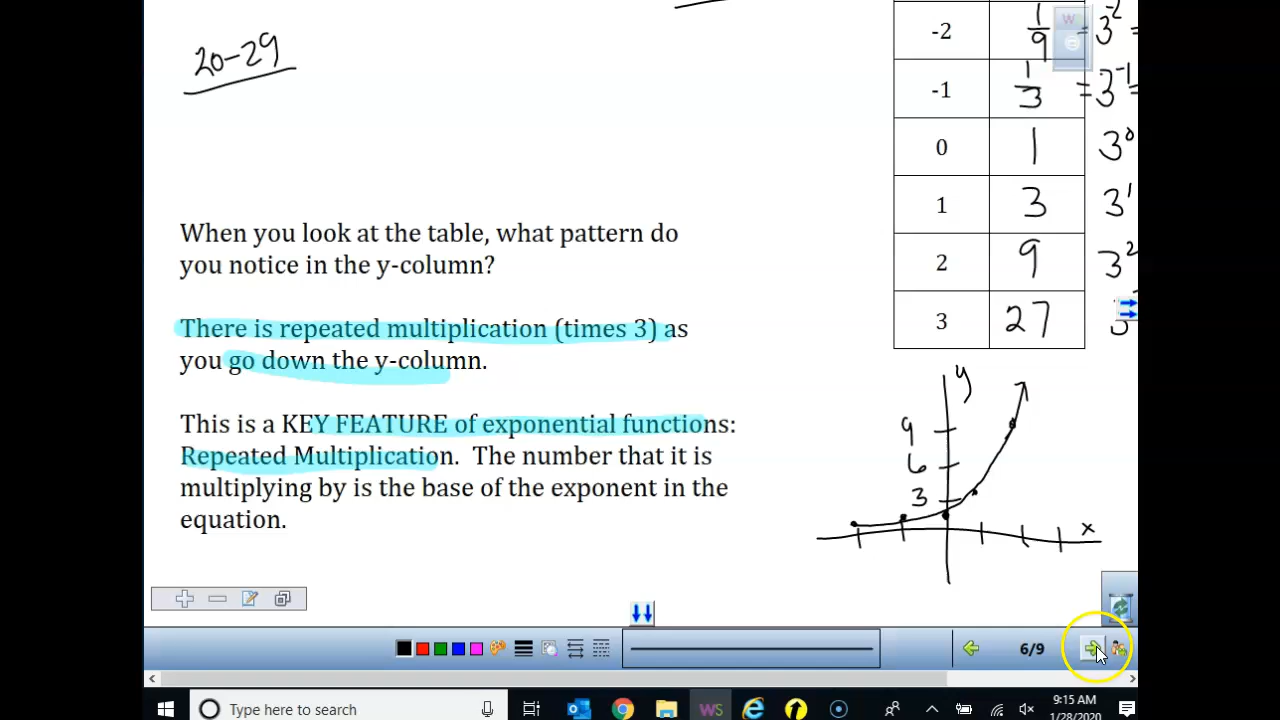 20-29
-2 1/9 = 3^-2 =
-1 1/3 = 3^-1 =
0 1 3^0
1 3 3^1
2 9 3^2
3 27 3
When you look at the table, what pattern do
you notice in the y-column?
There is repeated multiplication (times 3) as
you go down the y-column.
This is a KEY FEATURE of exponential functions:
Repeated Multiplication. The number that it is
multiplying by is the base of the exponent in the
equation.
y
9
6
3
x
6/9
Type here to search
WS
9:15 AM
1/28/2020